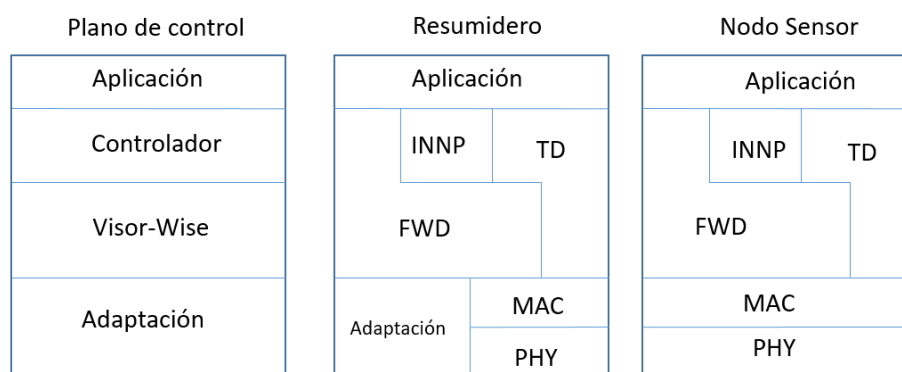 Plano de control
Aplicación
Controlador
Visor-Wise
Adaptación
Resumidero
Aplicación
INNP
TD
FWD
Adaptación
MAC
PHY
Nodo Sensor
Aplicación
INNP
TD
FWD
MAC
PHY